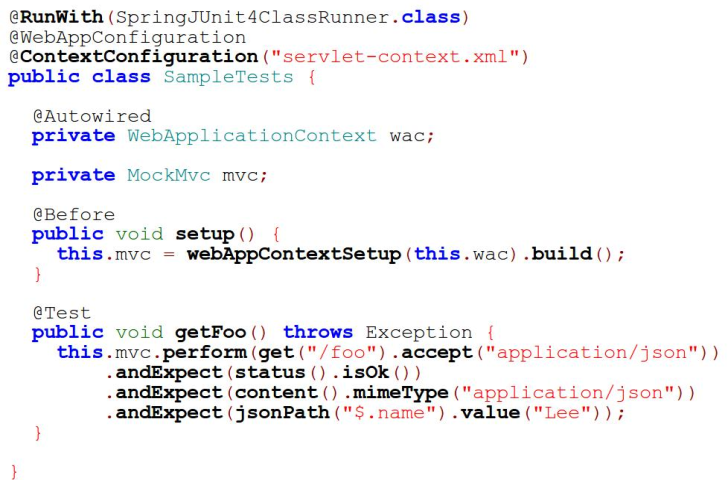 @RunWith(SpringJUnit4ClassRunner.class)
@WebAppConfiguration
@ContextConfiguration("servlet-context.xml")
public class SampleTests {
@Autowired
private WebApplicationContext wac;
private MockMvc mvc;
@Before
public void setup() {
this.mvc = webAppContextSetup(this.wac).build();
}
@Test
public void getFoo() throws Exception {
this.mvc.perform(get("/foo").accept("application/json"))
.andExpect(status().isOk())
.andExpect(content().mimeType("application/json"))
.andExpect(jsonPath("$.name").value("Lee"));
}
}